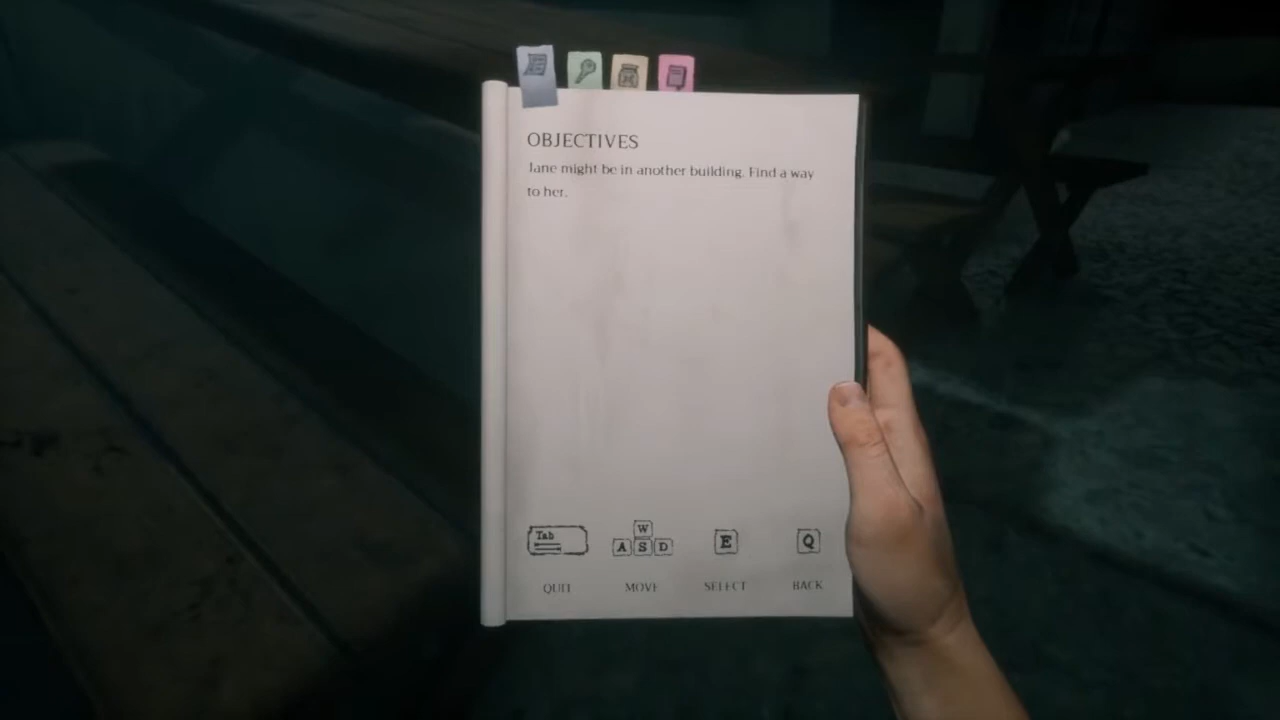 OBJECTIVES
Jane might be in another building. Find a way
to her.
Tab
W
A S D
E
Q
QUIT
MOVE
SELECT
BACK